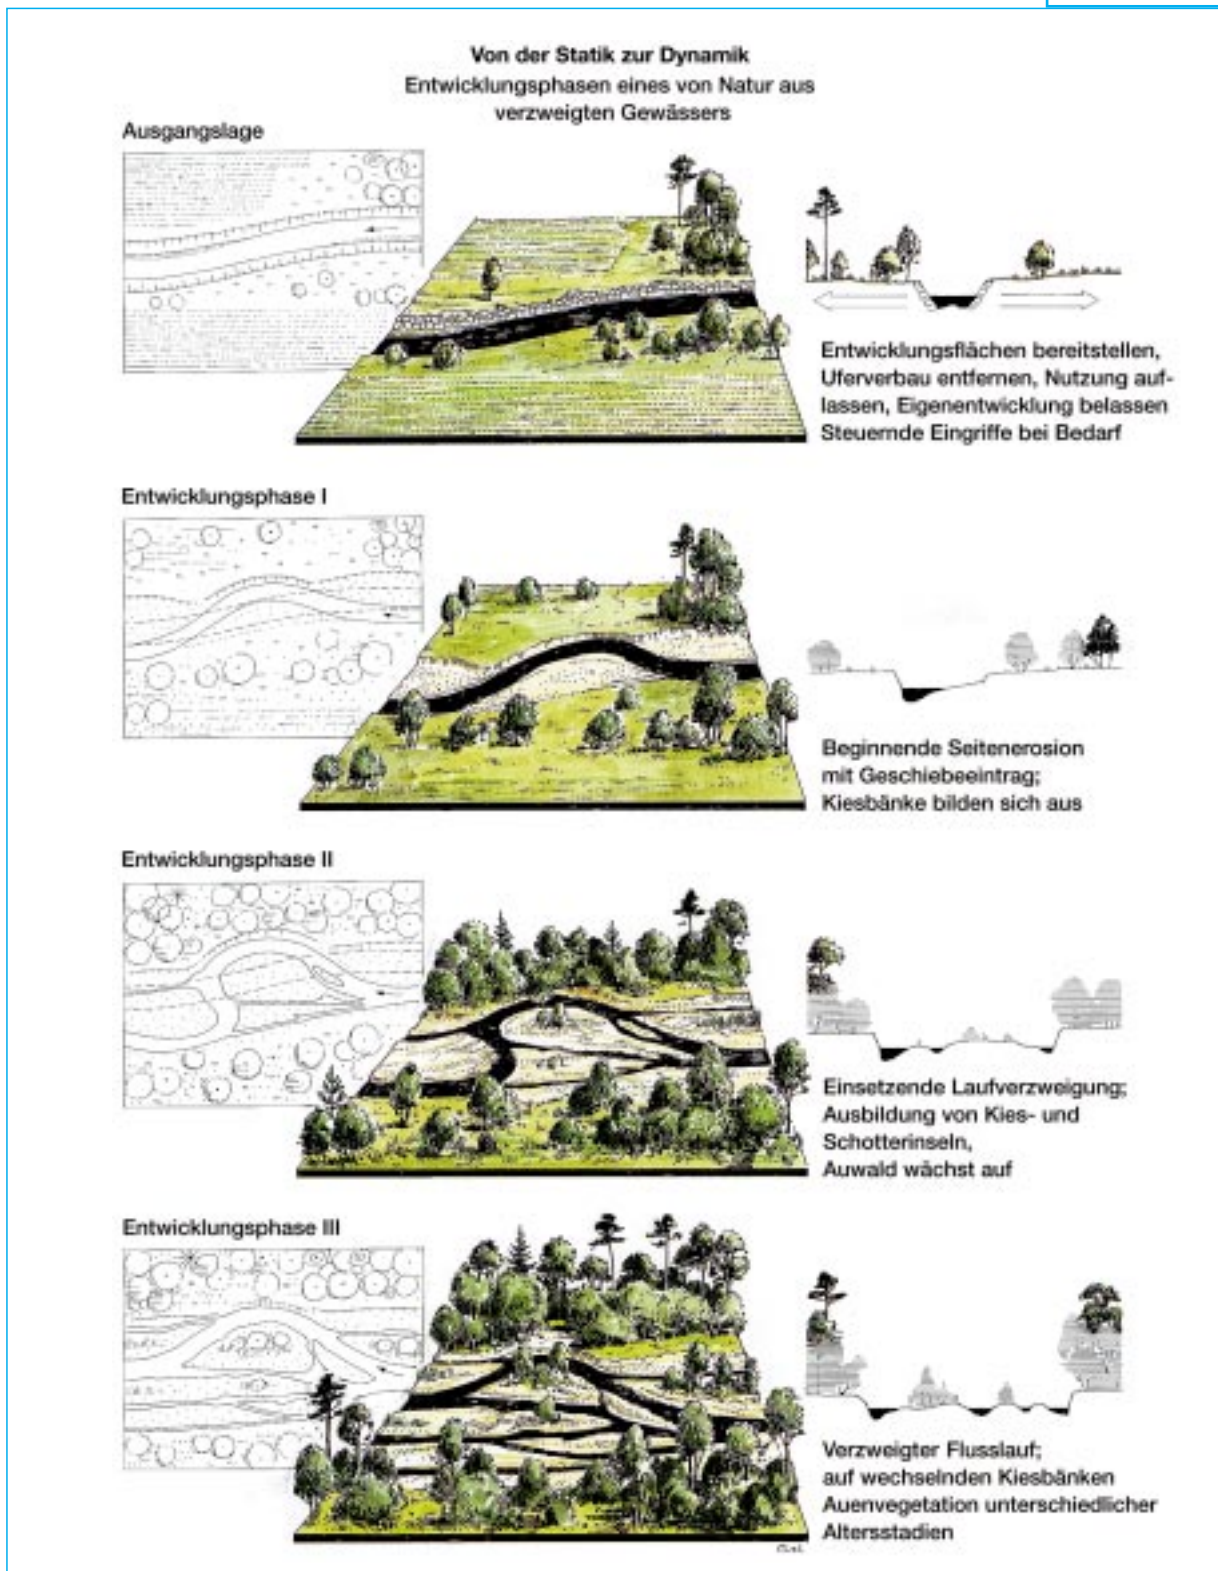 Von der Statik zur Dynamik
Entwicklungsphasen eines von Natur aus
verzweigten Gewässers
Ausgangslage
Entwicklungsflächen bereitstellen,
Uferverbau entfernen, Nutzung auf-
lassen, Eigenentwicklung belassen
Steuernde Eingriffe bei Bedarf
Entwicklungsphase I
Beginnende Seitenerosion
mit Geschiebeeintrag;
Kiesbänke bilden sich aus
Entwicklungsphase II
Einsetzende Laufverzweigung;
Ausbildung von Kies- und
Schotterinseln,
Auwald wächst auf
Entwicklungsphase III
Verzweigter Flusslauf;
auf wechselnden Kiesbänken
Auenvegetation unterschiedlicher
Altersstadien